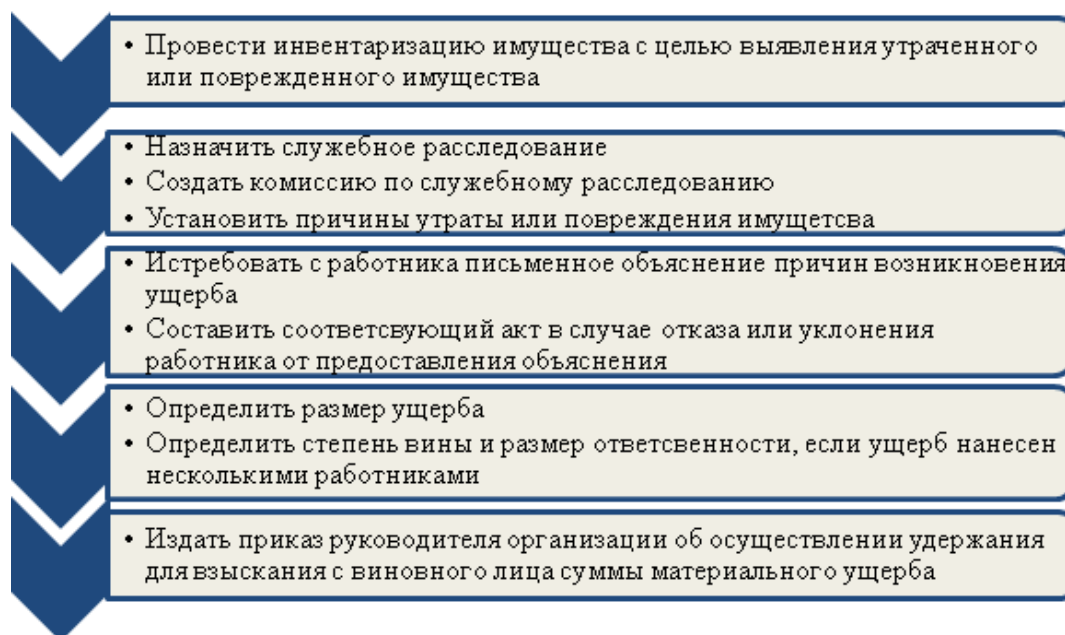 • Провести инвентаризацию имущества с целью выявления утраченного
или поврежденного имущества
• Назначить служебное расследование
• Создать комиссию по служебному расследованию
• Установить причины утраты или повреждения имущетсва
• Истребовать с работника письменное объяснение причин возникновения
ущерба
• Составить соответсвующий акт в случае отказа или уклонения
работника от предоставления объяснения
• Определить размер ущерба
• Определить степень вины и размер ответсвенности, если ущерб нанесен
несколькими работниками
• Издать приказ руководителя организации об осуществлении удержания
для взыскания с виновного лица суммы материального ущерба